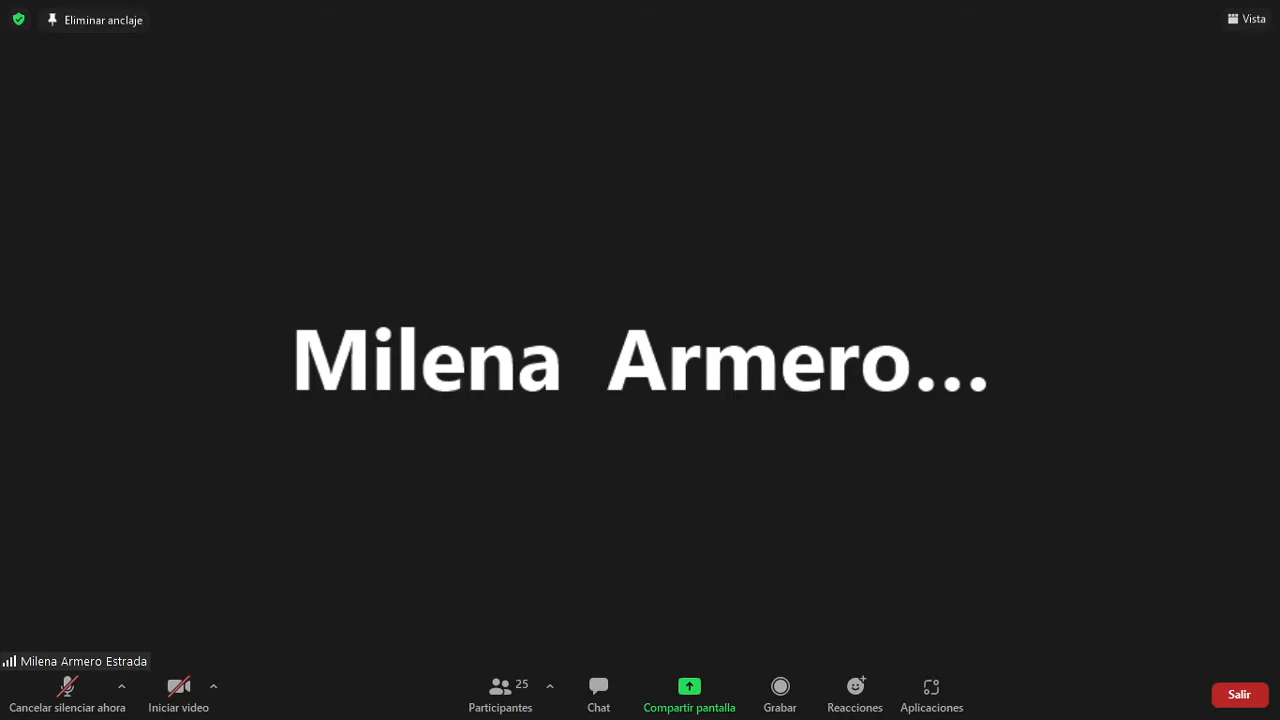 Eliminar anclaje
Vista
Milena Armero...
Milena Armero Estrada
Cancelar silenciar ahora
Iniciar video
25
Participantes
Chat
Compartir pantalla
Grabar
Reacciones
Aplicaciones
Salir